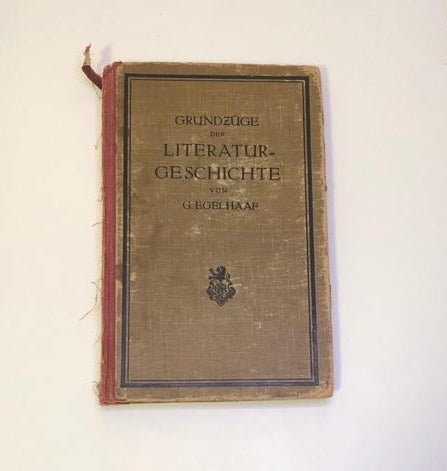 GRUNDZÜGE
DER
LITERATUR-
GESCHICHTE
VON
G. EGELHAAF